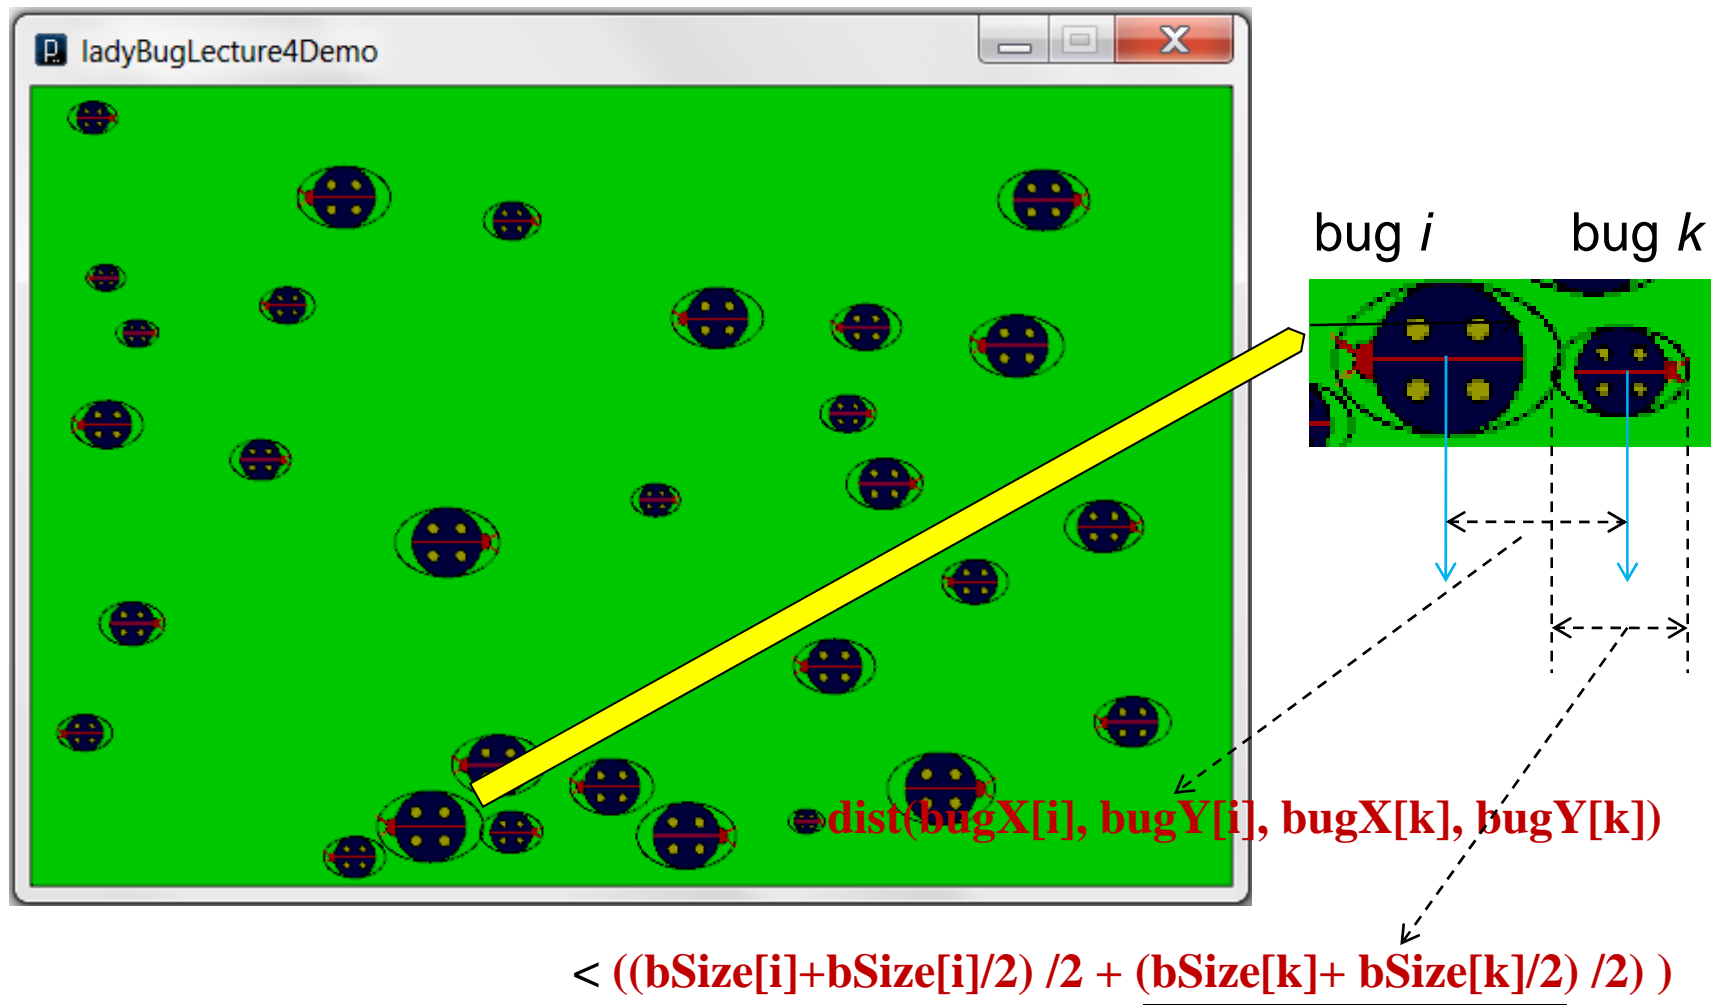 ladyBugLecture4Demo
bug i bug k
dist(bugX[i], bugY[i], bugX[k], bugY[k])
< ((bSize[i]+bSize[i]/2) /2 + (bSize[k]+ bSize[k]/2) /2) )